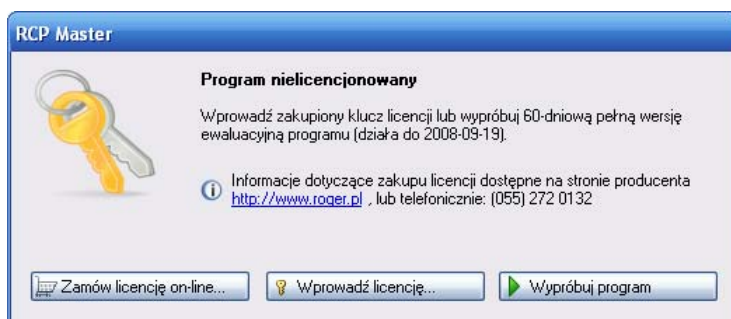 RCP Master
Program nielicencjonowany
Wprowadź zakupiony klucz licencji lub wypróbuj 60-dniową pełną wersję
ewaluacyjną programu (działa do 2008-09-19).
Informacje dotyczące zakupu licencji dostępne na stronie producenta
http://www.roger.pl , lub telefonicznie: (055) 272 0132
Zamów licencję on-line...
Wprowadź licencję...
Wypróbuj program